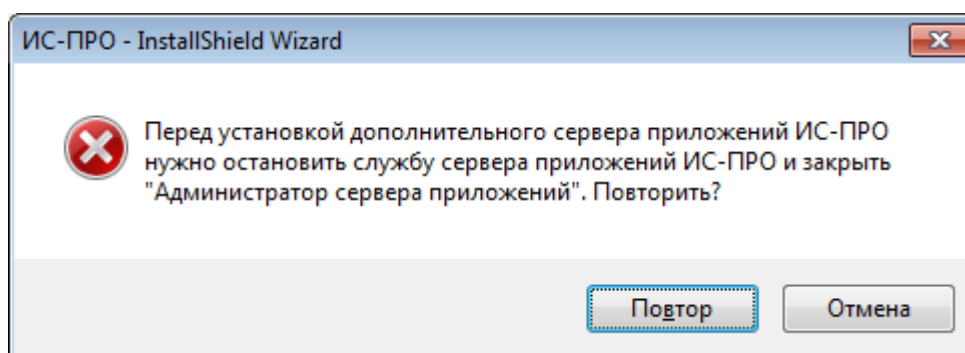 ИС-ПРО - InstallShield Wizard
Перед установкой дополнительного сервера приложений ИС-ПРО
нужно остановить службу сервера приложений ИС-ПРО и закрыть
"Администратор сервера приложений". Повторить?
Повтор
Отмена